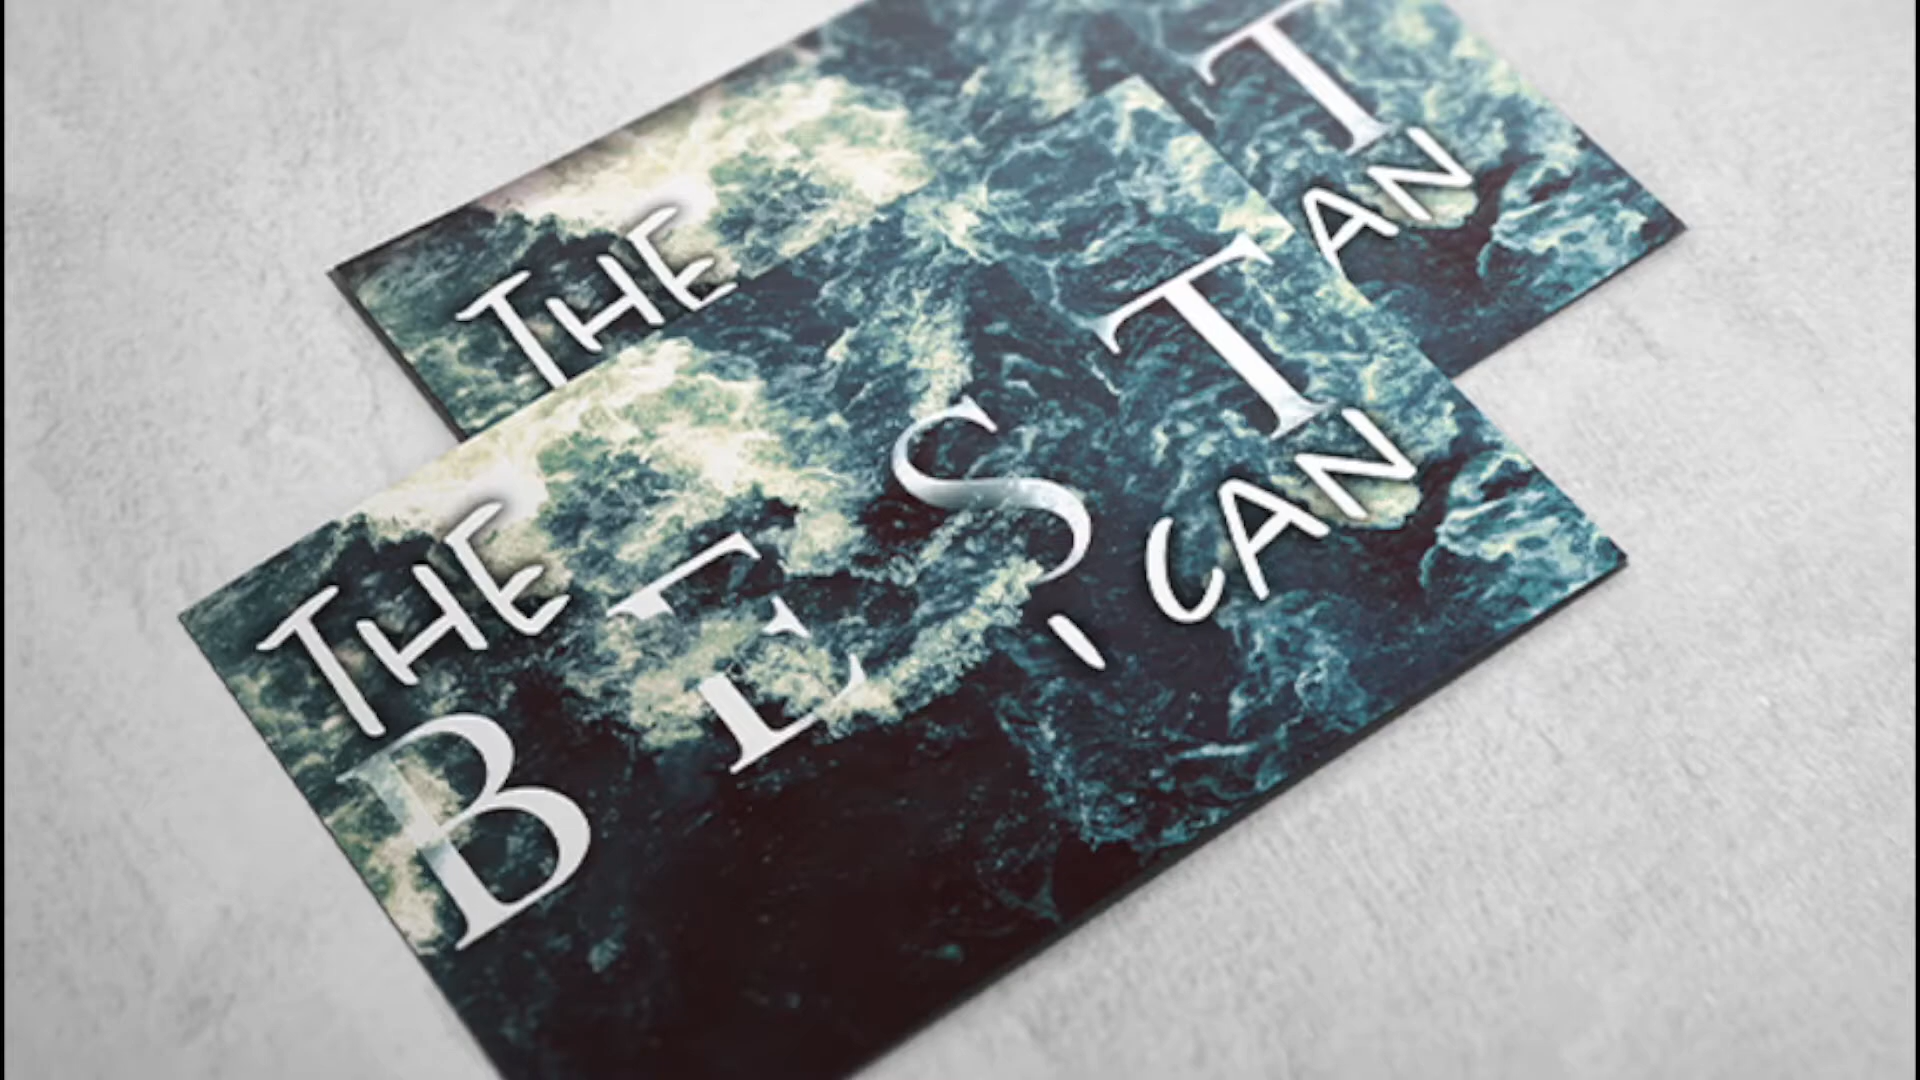 THE
T
AN
THE
BEST
I CAN